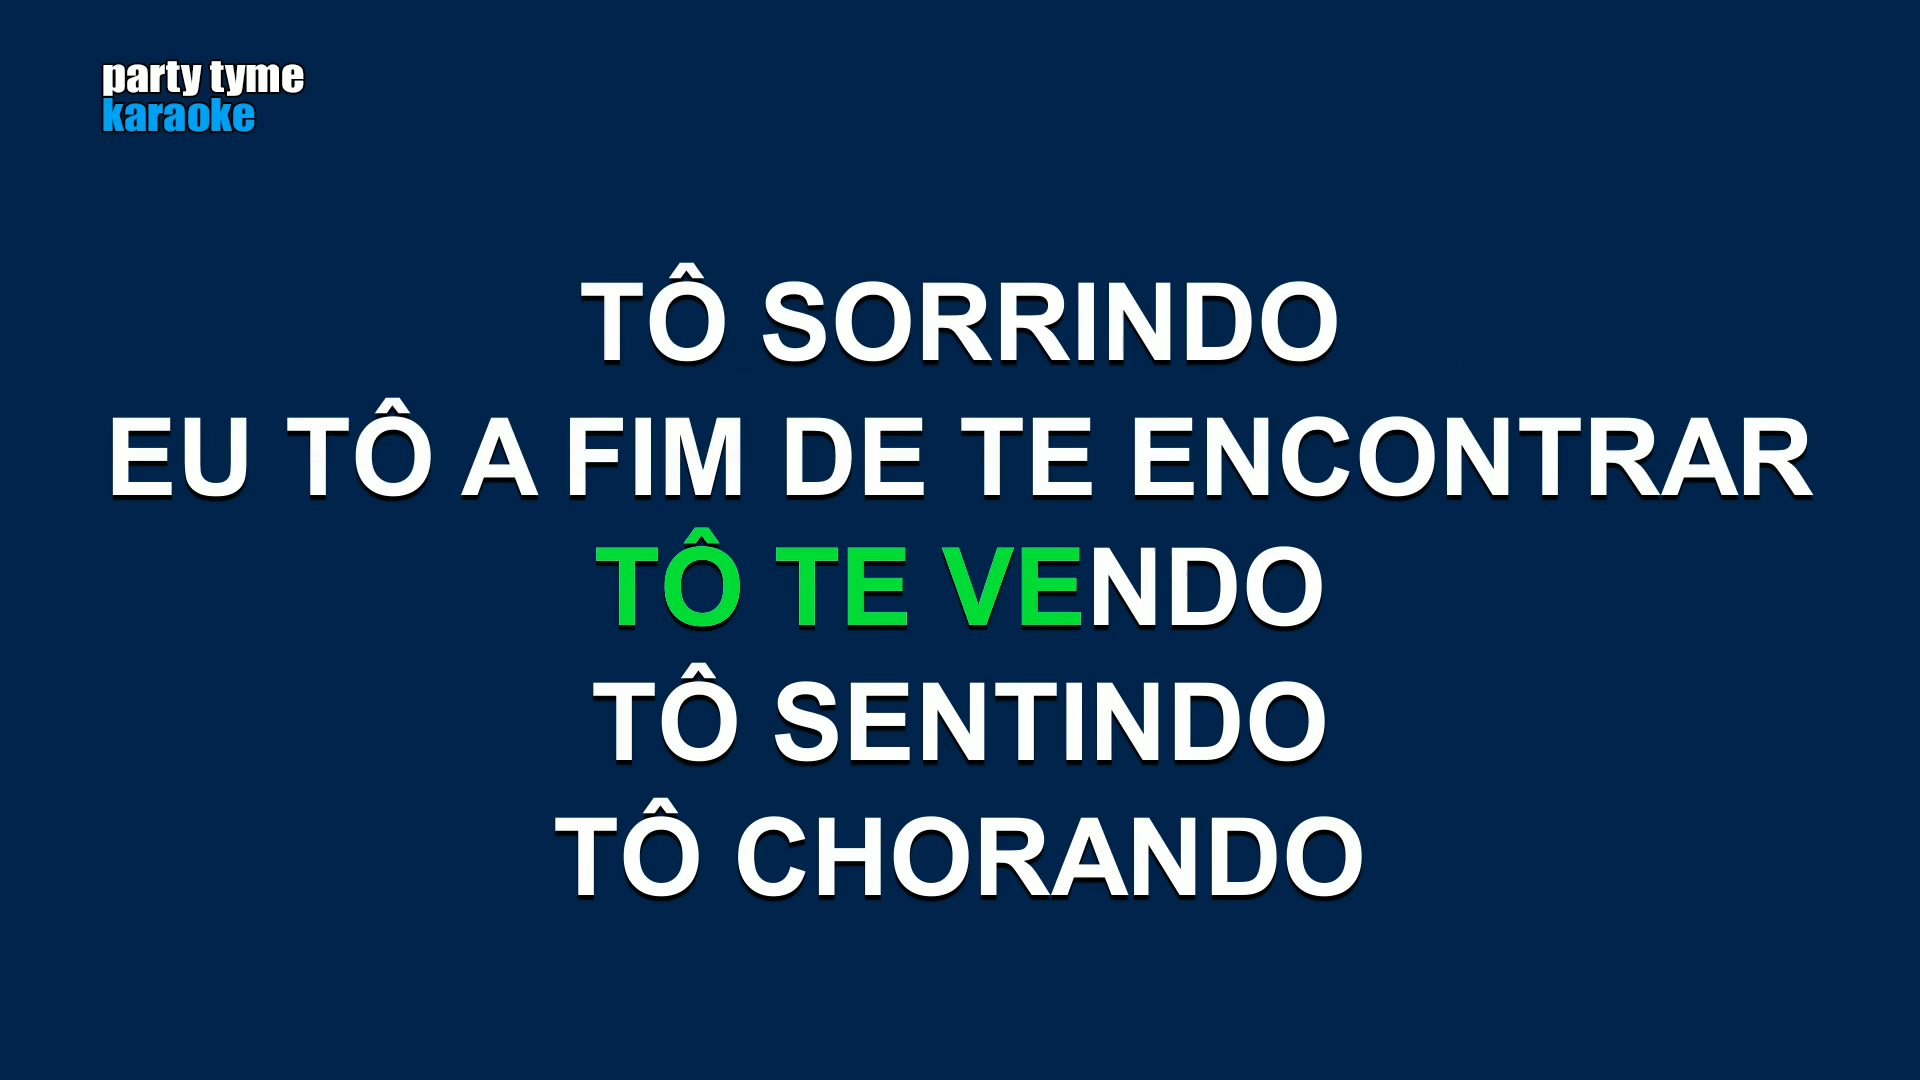 party tyme
karaoke
TÔ SORRINDO
EU TÔ A FIM DE TE ENCONTRAR
TÔ TE VENDO
TÔ SENTINDO
TÔ CHORANDO